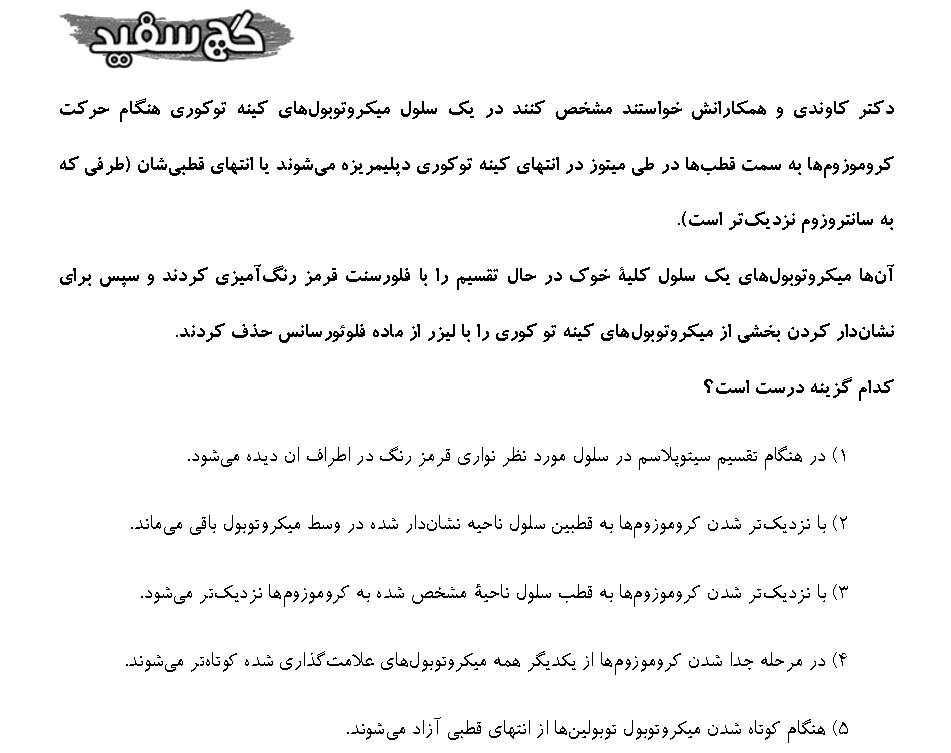 گچ سفید
دکتر کاوندی و همکارانش خواستند مشخص کنند در یک سلول میکروتوبول‌های کینه توکوری هنگام حرکت
کروموزوم‌ها به سمت قطب‌ها در طی میتوز در انتهای کینه توکوری دپلیمریزه می‌شوند یا انتهای قطبی‌شان (طرفی که
به سانتروزوم نزدیک‌تر است).
آن‌ها میکروتوبول‌های یک سلول کلیهٔ خوک در حال تقسیم را با فلورسنت قرمز رنگ‌آمیزی کردند و سپس برای
نشان‌دار کردن بخشی از میکروتوبول‌های کینه تو کوری را با لیزر از ماده فلوئورسانس حذف کردند.
کدام گزینه درست است؟
۱) در هنگام تقسیم سیتوپلاسم در سلول مورد نظر نواری قرمز رنگ در اطراف ان دیده می‌شود.
۲) با نزدیک‌تر شدن کروموزوم‌ها به قطبین سلول ناحیه نشان‌دار شده در وسط میکروتوبول باقی می‌ماند.
۳) با نزدیک‌تر شدن کروموزوم‌ها به قطب سلول ناحیهٔ مشخص شده به کروموزوم‌ها نزدیک‌تر می‌شود.
۴) در مرحله جدا شدن کروموزوم‌ها از یکدیگر همه میکروتوبول‌های علامت‌گذاری شده کوتاه‌تر می‌شوند.
۵) هنگام کوتاه شدن میکروتوبول توبولین‌ها از انتهای قطبی آزاد می‌شوند.